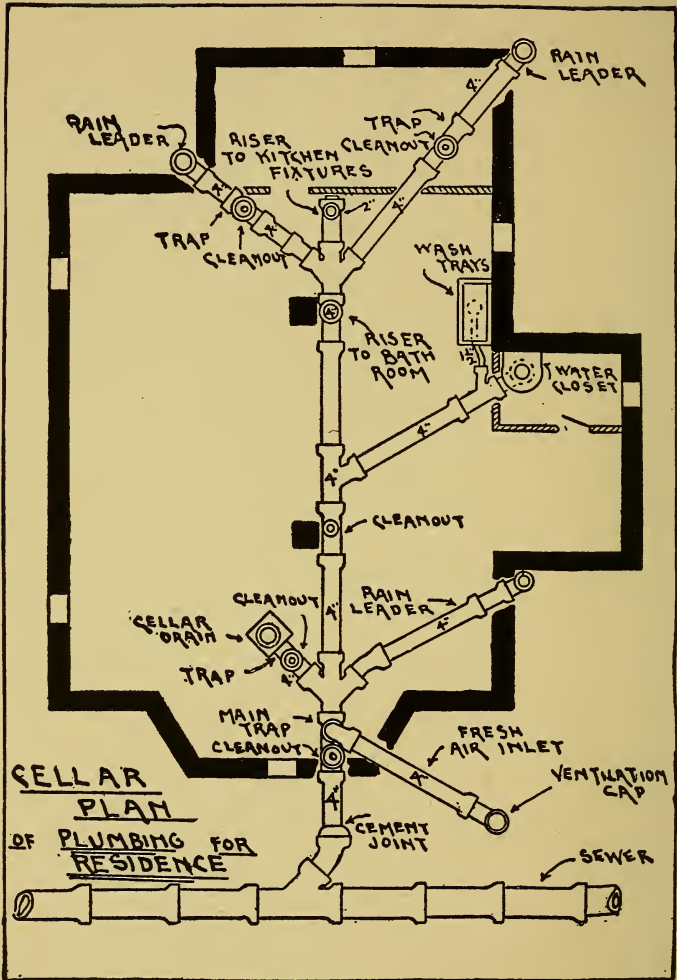 RAIN
LEADER
4"
TRAP
CLEANOUT
4"
RAIN
LEADER
4"
TRAP
4"
CLEANOUT
RISER
TO KITCHEN
FIXTURES
2"
WASH
TRAYS
4"
RISER
TO BATH
ROOM
1½"
WATER
CLOSET
4"
4"
CLEANOUT
CLEANOUT
RAIN
LEADER
4"
4"
CELLAR
DRAIN
TRAP
4"
MAIN
TRAP
CLEANOUT
FRESH
AIR INLET
4"
VENTILATION
CAP
4"
CEMENT
JOINT
CELLAR
PLAN
OF PLUMBING FOR
RESIDENCE
SEWER